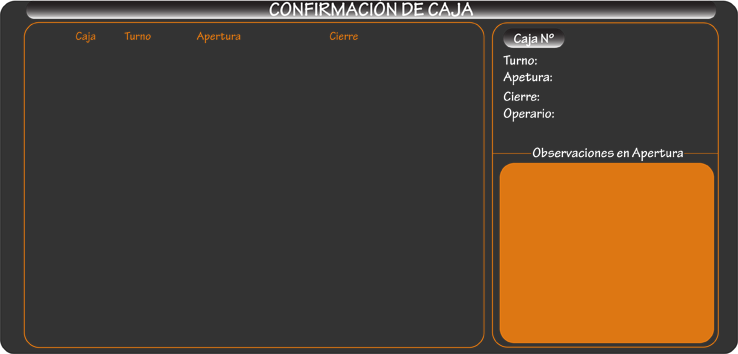 CONFIRMACION DE CAJA
Caja Turno Apertura Cierre
Caja Nº
Turno:
Apetura:
Cierre:
Operario:
Observaciones en Apertura